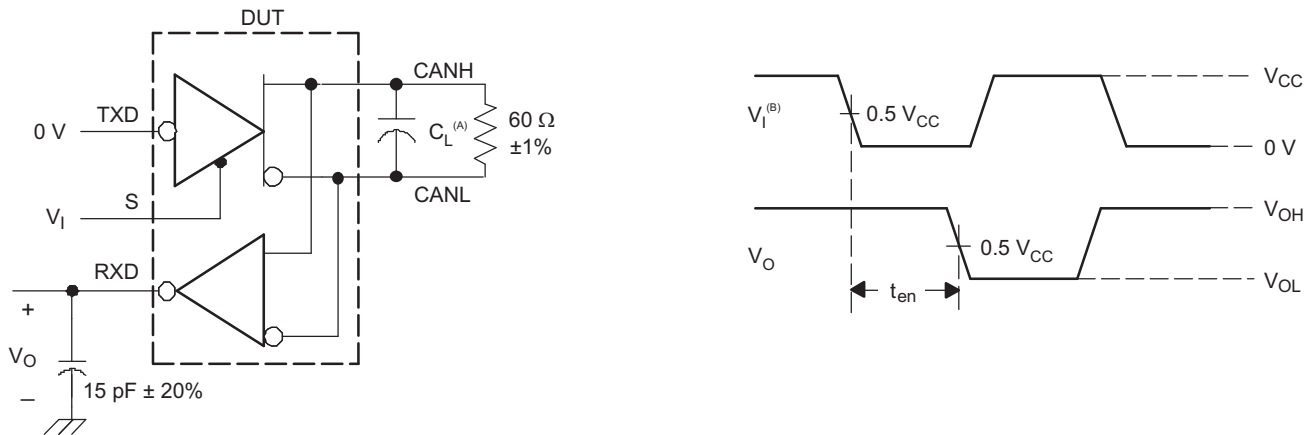 DUT
CANH
TXD
0 V
C_L (A)
60 Ω
±1%
S
V_I
CANL
RXD
+
V_O
–
15 pF ± 20%
V_CC
V_I (B)
0.5 V_CC
0 V
V_OH
V_O
0.5 V_CC
V_OL
t_en